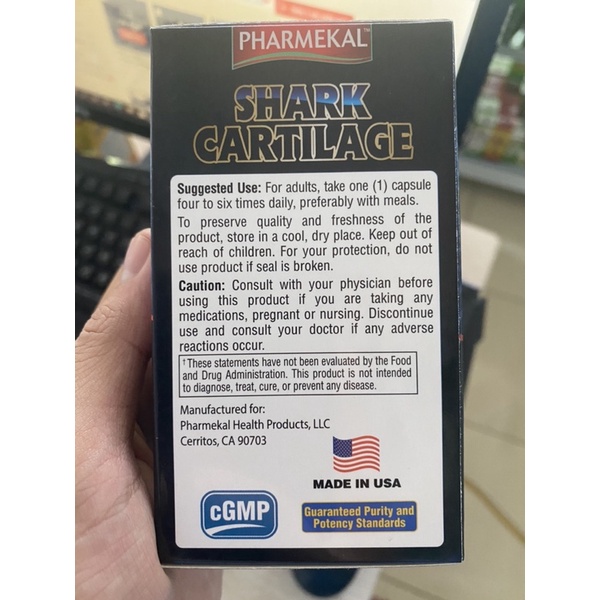 PHARMEKAL™
SHARK
CARTILAGE
Suggested Use: For adults, take one (1) capsule
four to six times daily, preferably with meals.
To preserve quality and freshness of the
product, store in a cool, dry place. Keep out of
reach of children. For your protection, do not
use product if seal is broken.
Caution: Consult with your physician before
using this product if you are taking any
medications, pregnant or nursing. Discontinue
use and consult your doctor if any adverse
reactions occur.
†These statements have not been evaluated by the Food
and Drug Administration. This product is not intended
to diagnose, treat, cure, or prevent any disease.
Manufactured for:
Pharmekal Health Products, LLC
Cerritos, CA 90703
MADE IN USA
cGMP
Guaranteed Purity and
Potency Standards